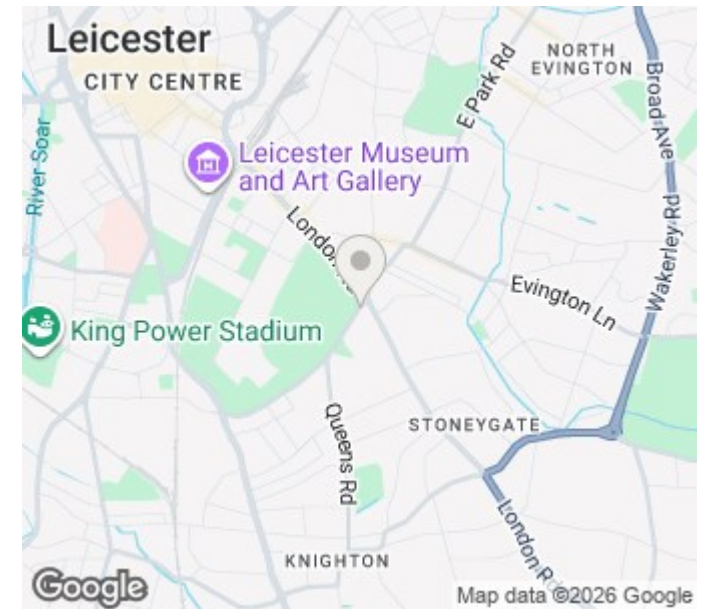 Leicester
CITY CENTRE
NORTH
EVINGTON
E Park Rd
Broad Ave
River Soar
Leicester Museum
and Art Gallery
London Rd
Wakerley Rd
Evington Ln
King Power Stadium
Queens Rd
STONEYGATE
London Rd
KNIGHTON
Google
Map data ©2026 Google